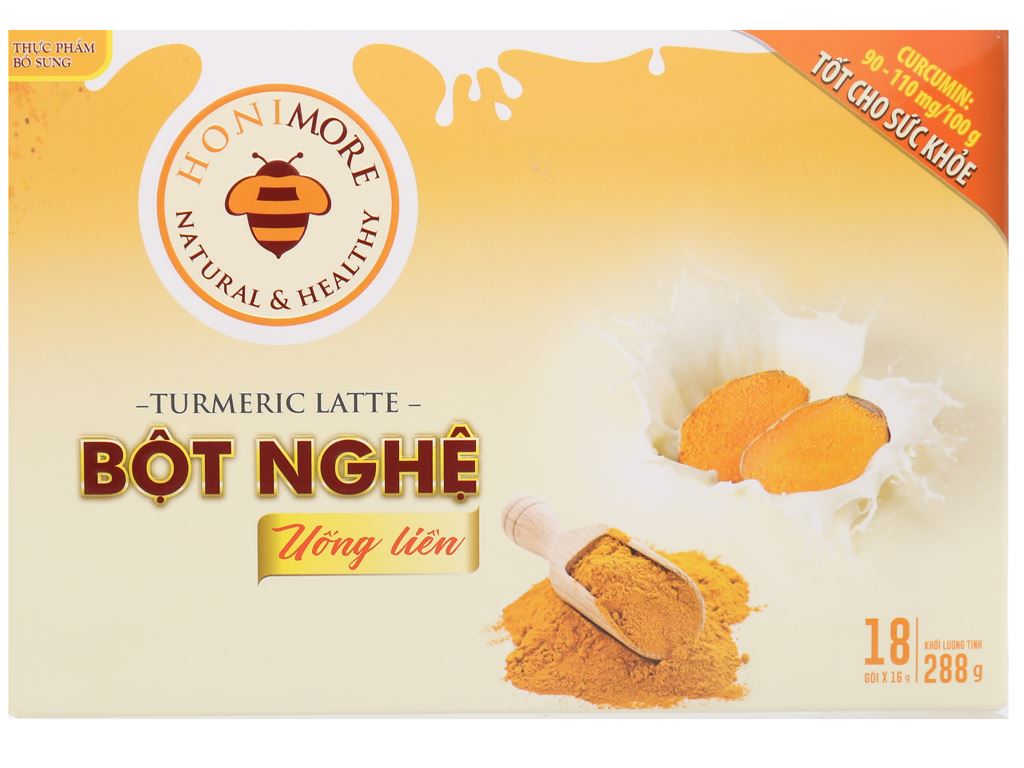 THỰC PHẨM
BỔ SUNG
HONIMORE
NATURAL & HEALTHY
CURCUMIN:
90 - 110 mg/100 g
TỐT CHO SỨC KHỎE
–TURMERIC LATTE –
BỘT NGHỆ
Uống liền
18
GÓI X 16 g
KHỐI LƯỢNG TỊNH
288 g